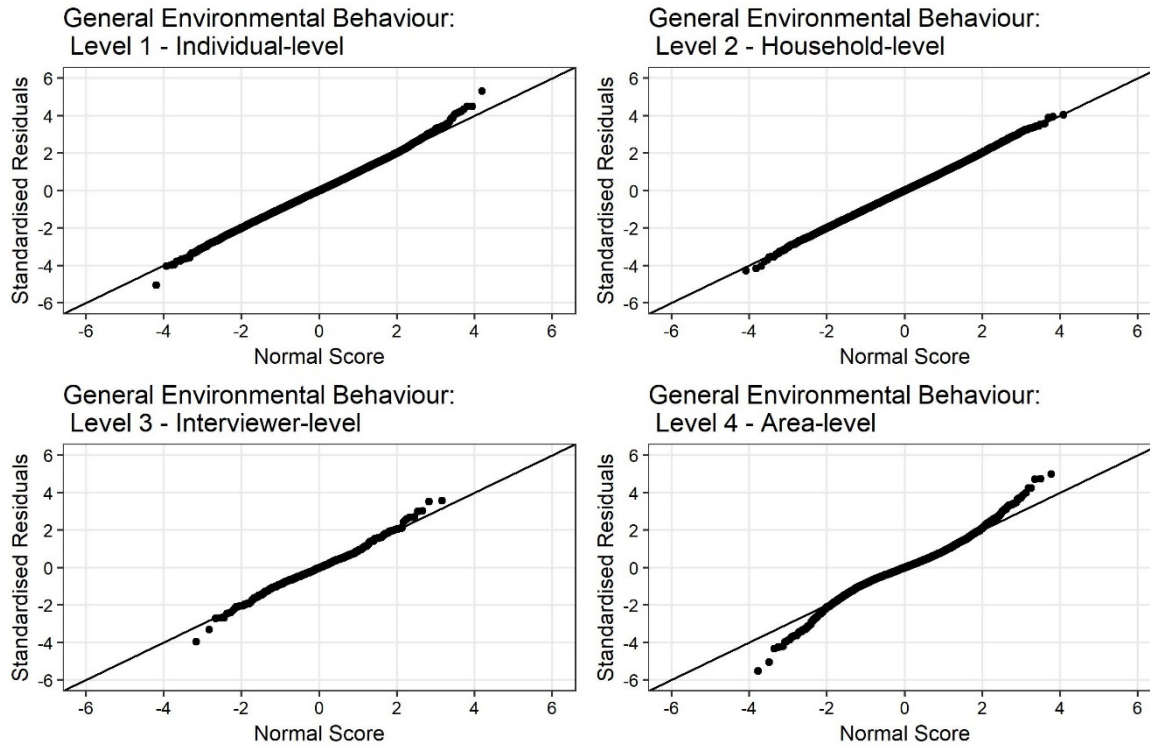 General Environmental Behaviour:
Level 1 - Individual-level
6
4
2
0
-2
-4
-6
Standardised Residuals
-6 -4 -2 0 2 4 6
Normal Score
General Environmental Behaviour:
Level 2 - Household-level
6
4
2
0
-2
-4
-6
Standardised Residuals
-6 -4 -2 0 2 4 6
Normal Score
General Environmental Behaviour:
Level 3 - Interviewer-level
6
4
2
0
-2
-4
-6
Standardised Residuals
-6 -4 -2 0 2 4 6
Normal Score
General Environmental Behaviour:
Level 4 - Area-level
6
4
2
0
-2
-4
-6
Standardised Residuals
-6 -4 -2 0 2 4 6
Normal Score